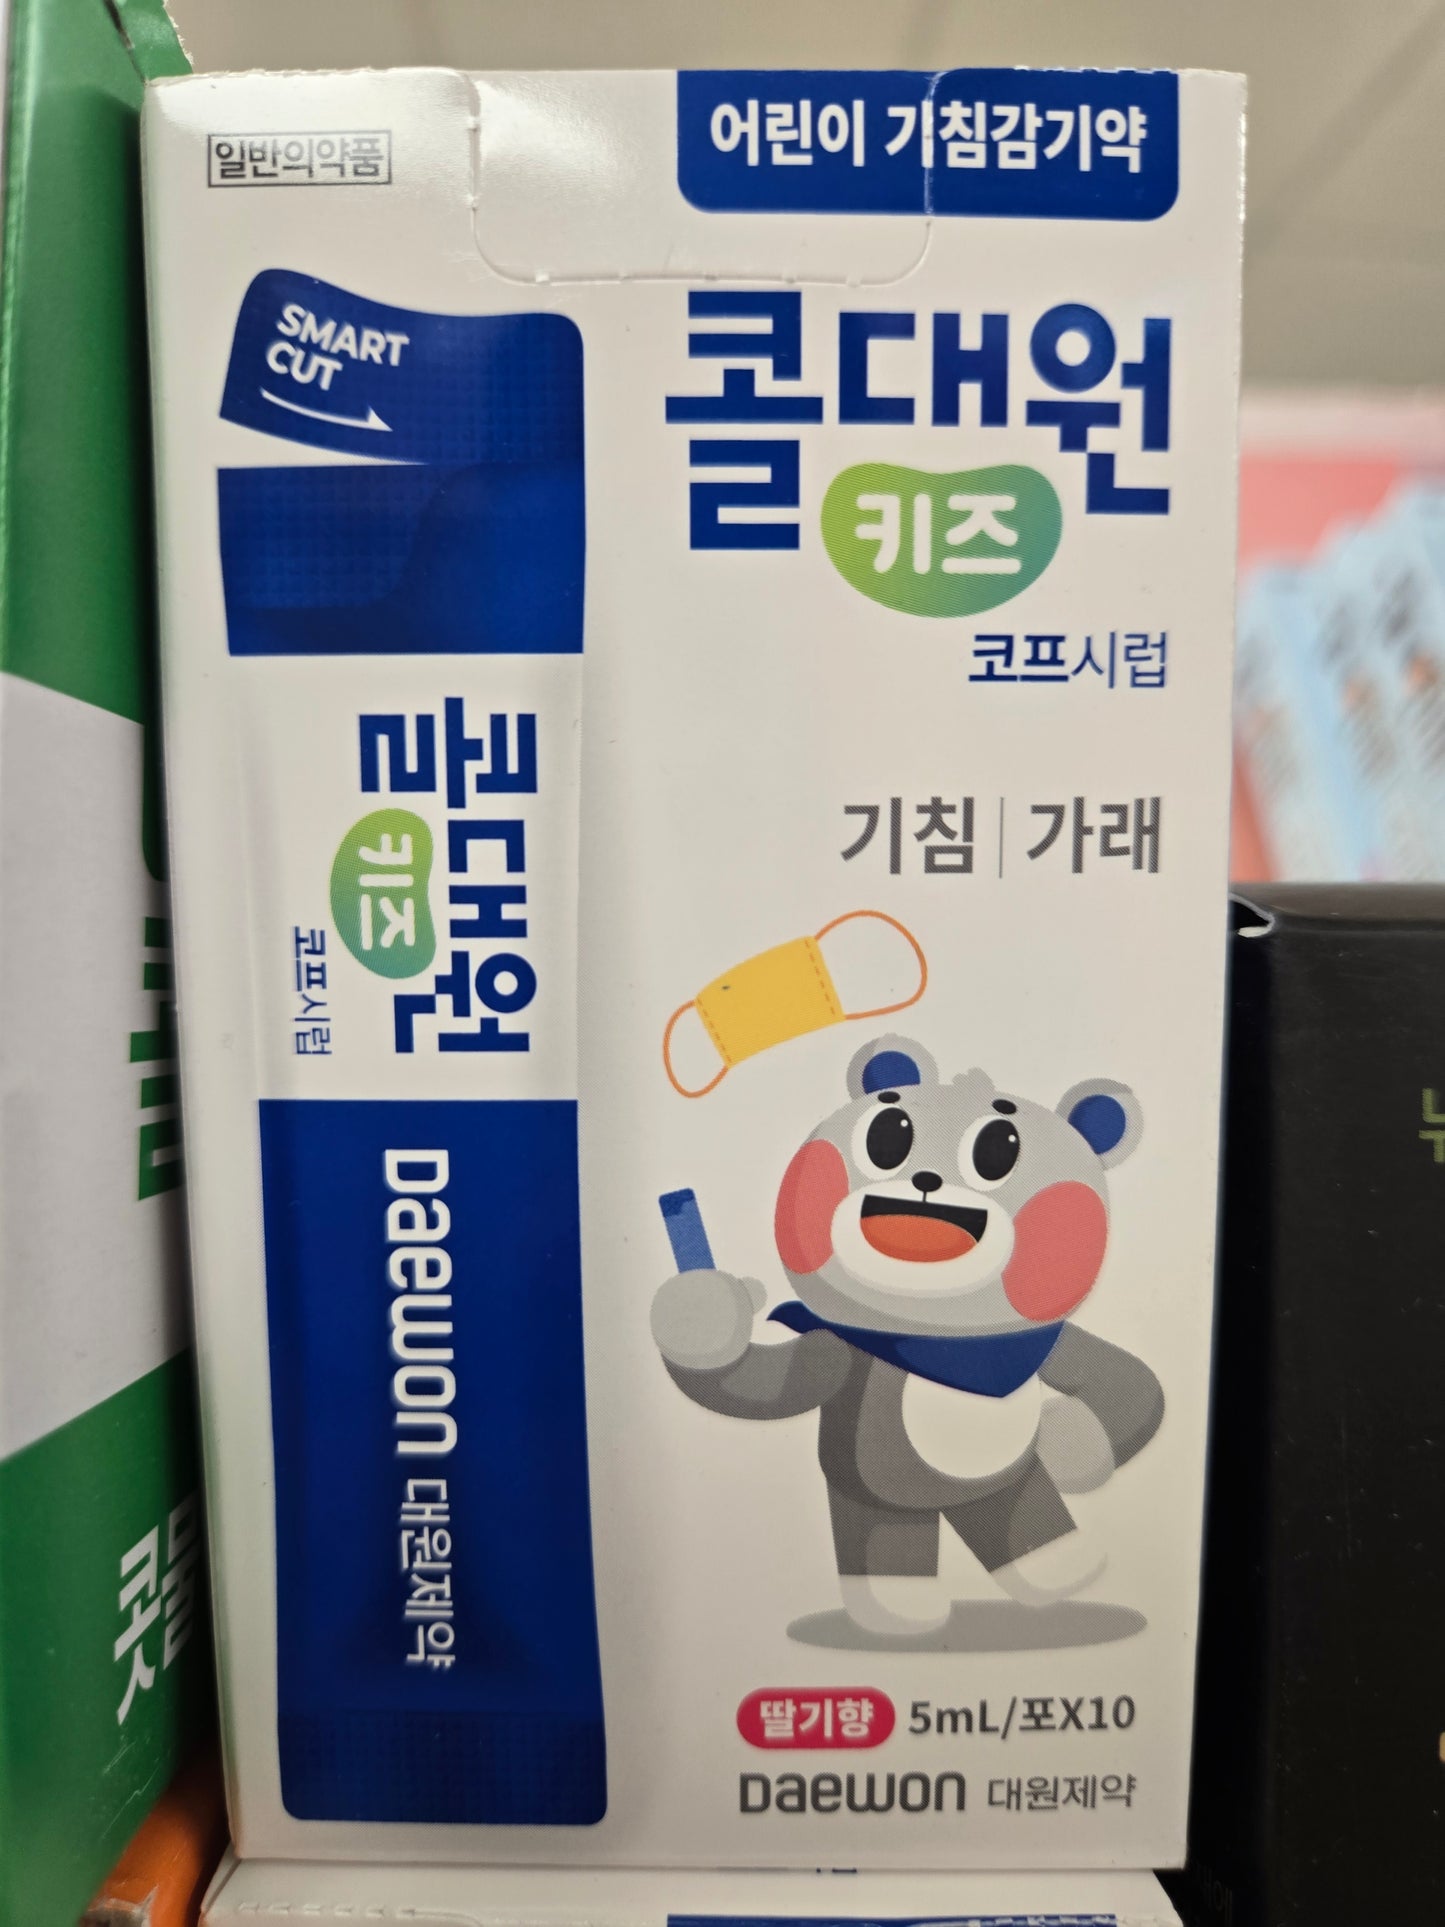 일반의약품
어린이 기침감기약
SMART
CUT
콜대원
키즈
코프시럽
콜대원
키즈
코프시럽
기침 | 가래
Daewon 대원제약
딸기향 5mL/포X10
Daewon 대원제약